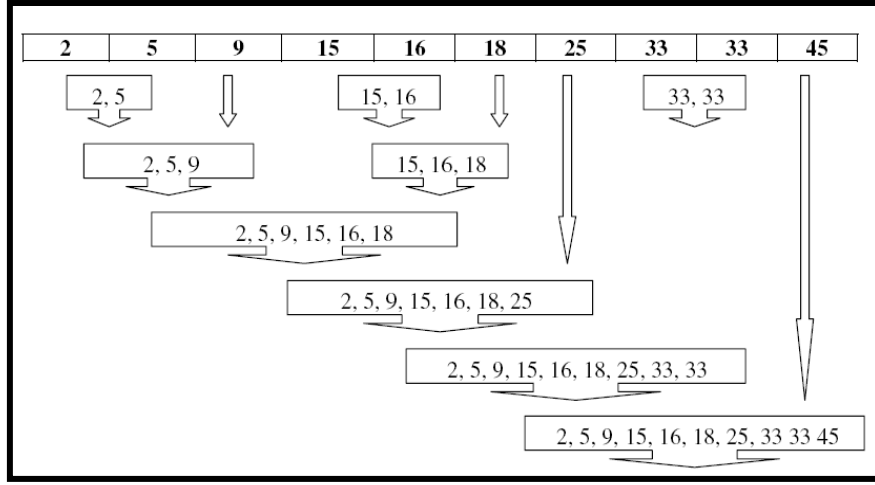 2 5 9 15 16 18 25 33 33 45
2, 5 15, 16 33, 33
2, 5, 9 15, 16, 18
2, 5, 9, 15, 16, 18
2, 5, 9, 15, 16, 18, 25
2, 5, 9, 15, 16, 18, 25, 33, 33
2, 5, 9, 15, 16, 18, 25, 33 33 45